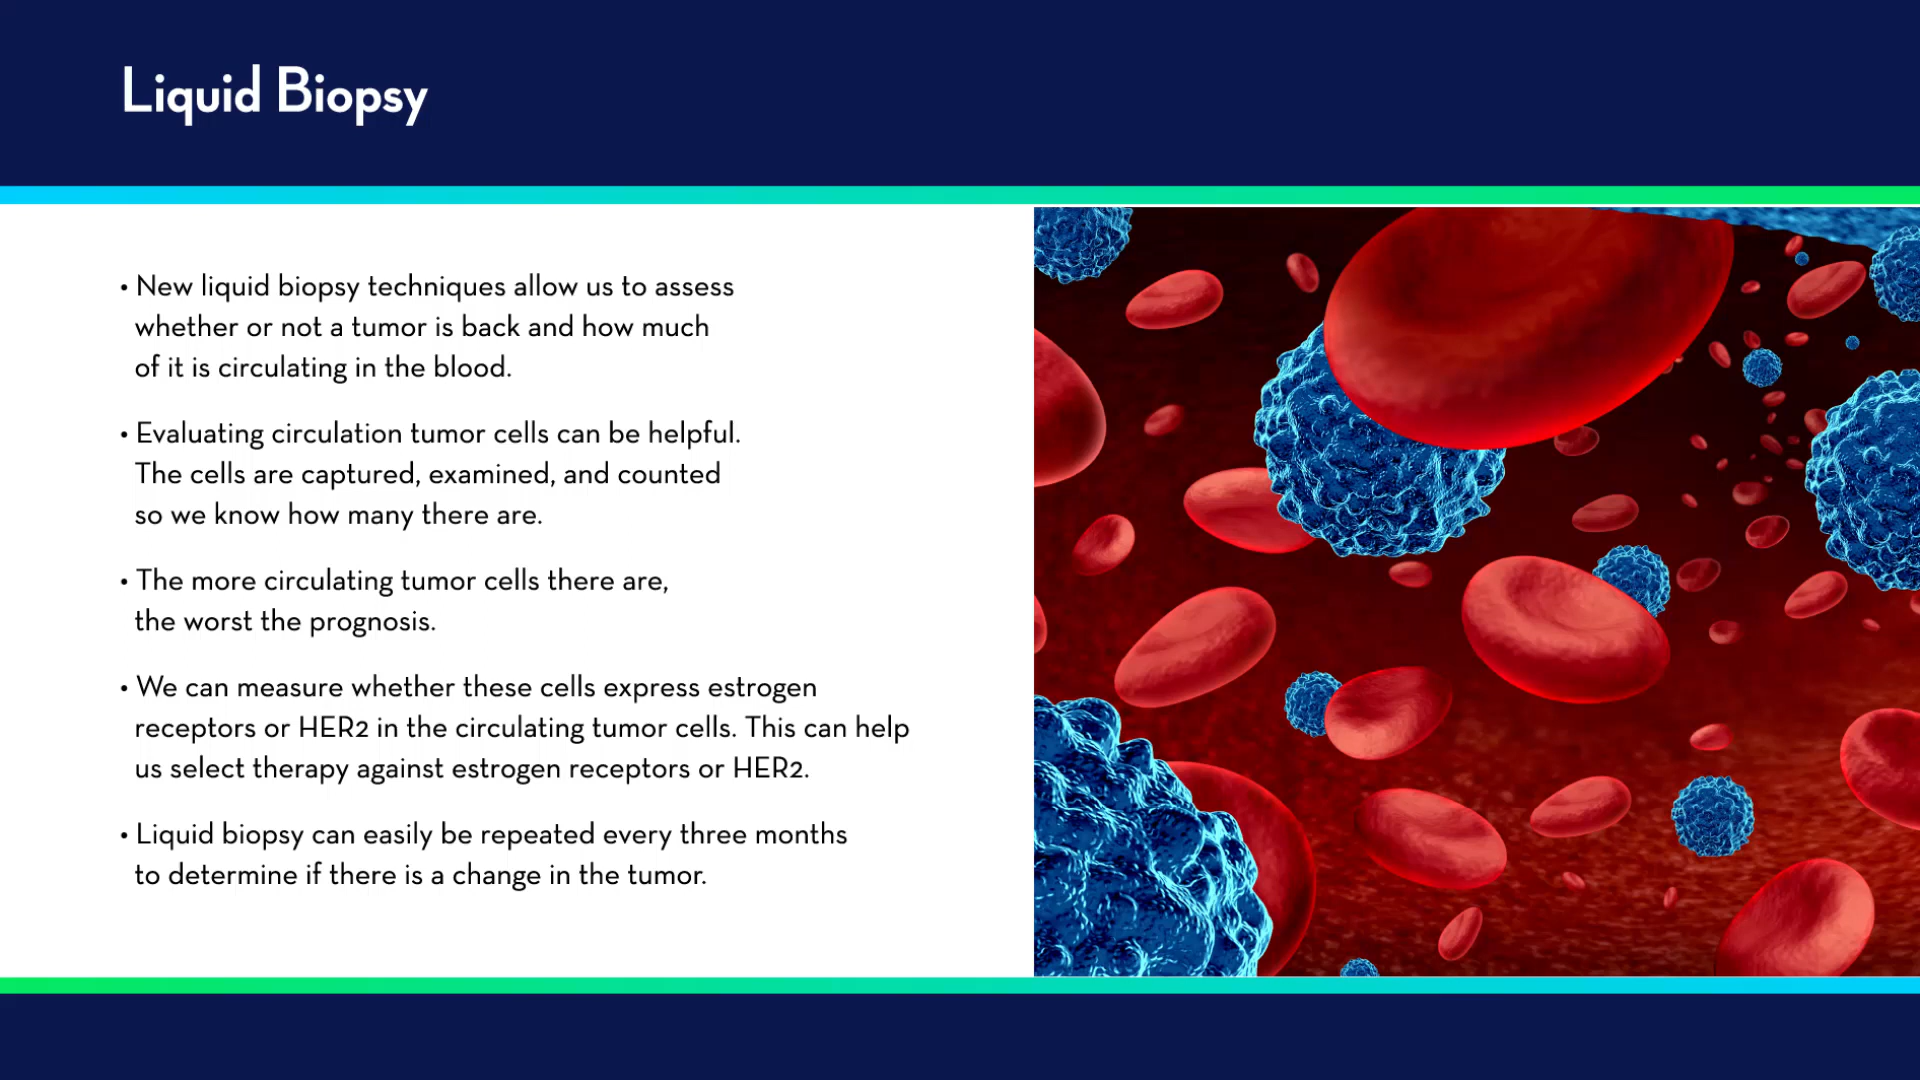 Liquid Biopsy
• New liquid biopsy techniques allow us to assess
whether or not a tumor is back and how much
of it is circulating in the blood.
• Evaluating circulation tumor cells can be helpful.
The cells are captured, examined, and counted
so we know how many there are.
• The more circulating tumor cells there are,
the worst the prognosis.
• We can measure whether these cells express estrogen
receptors or HER2 in the circulating tumor cells. This can help
us select therapy against estrogen receptors or HER2.
• Liquid biopsy can easily be repeated every three months
to determine if there is a change in the tumor.